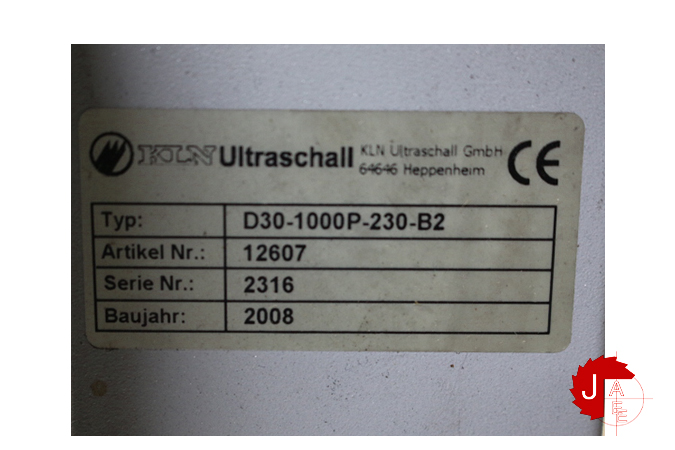 KLN Ultraschall KLN Ultraschall GmbH
64646 Heppenheim CE
Typ: D30-1000P-230-B2
Artikel Nr.: 12607
Serie Nr.: 2316
Baujahr: 2008
J